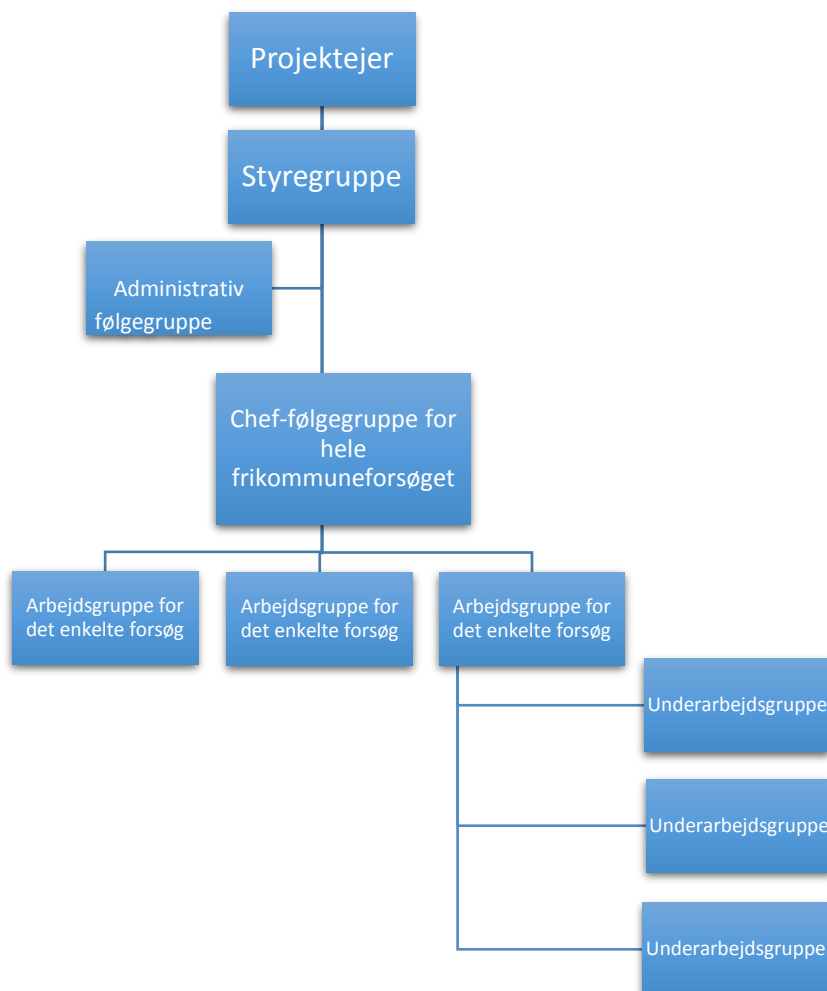 Projektejer
Styregruppe
Administrativ
følgegruppe
Chef-følgegruppe for
hele
frikommuneforsøget
Arbejdsgruppe for
det enkelte forsøg
Arbejdsgruppe for
det enkelte forsøg
Arbejdsgruppe for
det enkelte forsøg
Underarbejdsgruppe
Underarbejdsgruppe
Underarbejdsgruppe